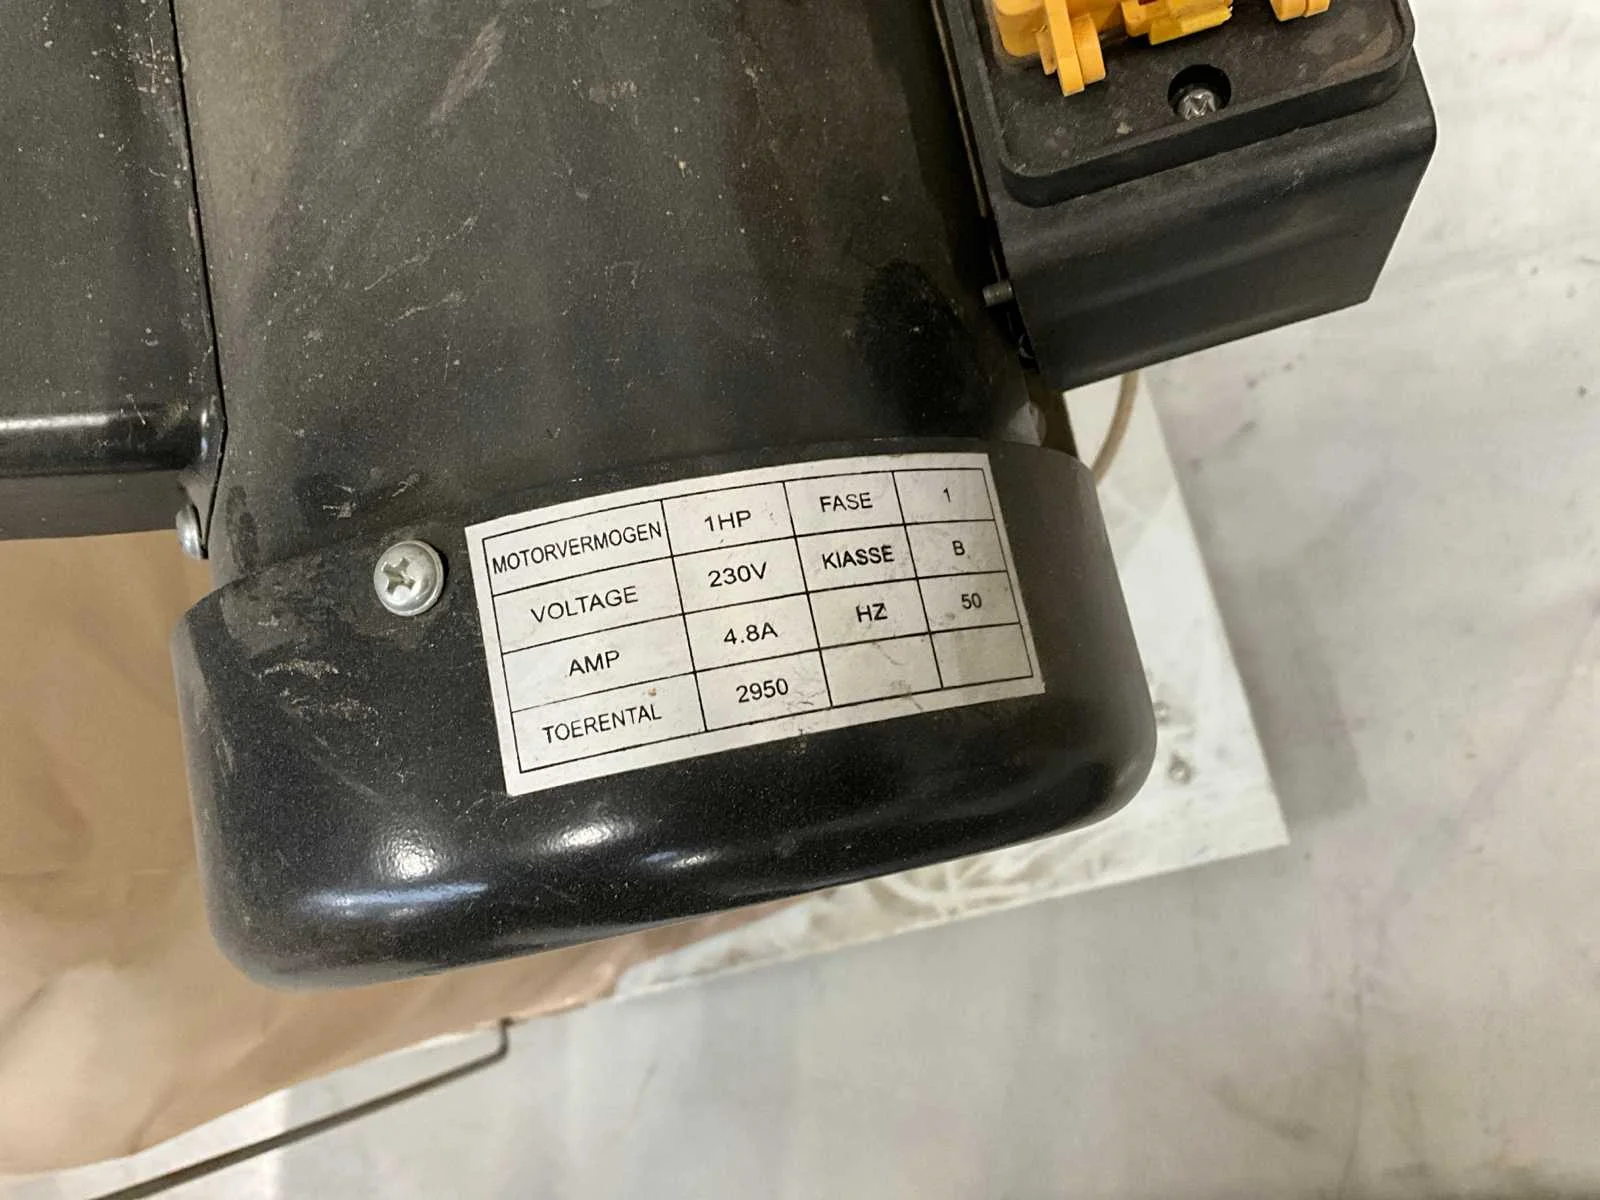 MOTORVERMOGEN 1HP FASE 1
VOLTAGE 230V KIASSE B
AMP 4.8A HZ 50
TOERENTAL 2950